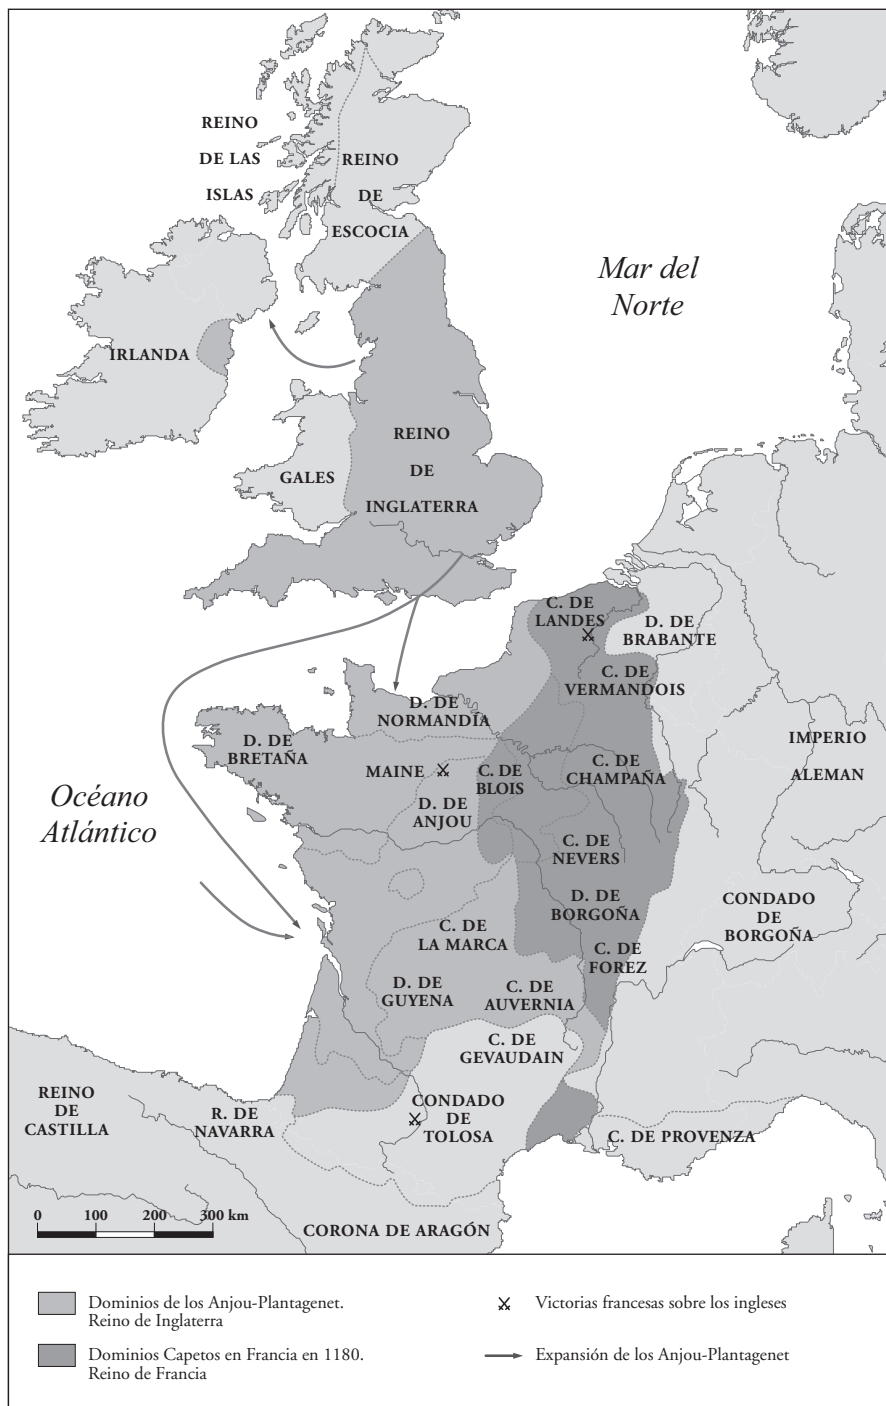 REINO
DE LAS
ISLAS
REINO
DE
ESCOCIA
Mar del
Norte
IRLANDA
REINO
DE
INGLATERRA
GALES
C. DE
LANDES
D. DE
BRABANTE
C. DE
VERMANDOIS
D. DE
NORMANDÍA
D. DE
BRETAÑA
MAINE
C. DE
BLOIS
C. DE
CHAMPAÑA
IMPERIO
ALEMAN
Océano
Atlántico
D. DE
ANJOU
C. DE
NEVERS
D. DE
BORGOÑA
CONDADO
DE
BORGOÑA
C. DE
LA MARCA
C. DE
FOREZ
D. DE
GUYENA
C. DE
AUVERNIA
C. DE
GEVAUDAIN
REINO
DE
CASTILLA
R. DE
NAVARRA
CONDADO
DE
TOLOSA
C. DE PROVENZA
CORONA DE ARAGÓN
0 100 200 300 km
Dominios de los Anjou-Plantagenet.
Reino de Inglaterra
Dominios Capetos en Francia en 1180.
Reino de Francia
Victorias francesas sobre los ingleses
Expansión de los Anjou-Plantagenet